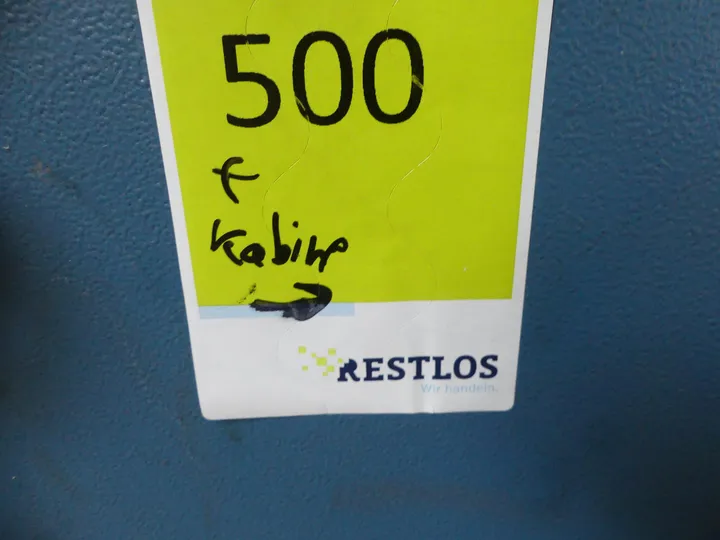 500
+
Kabine
RESTLOS
Wir handeln.